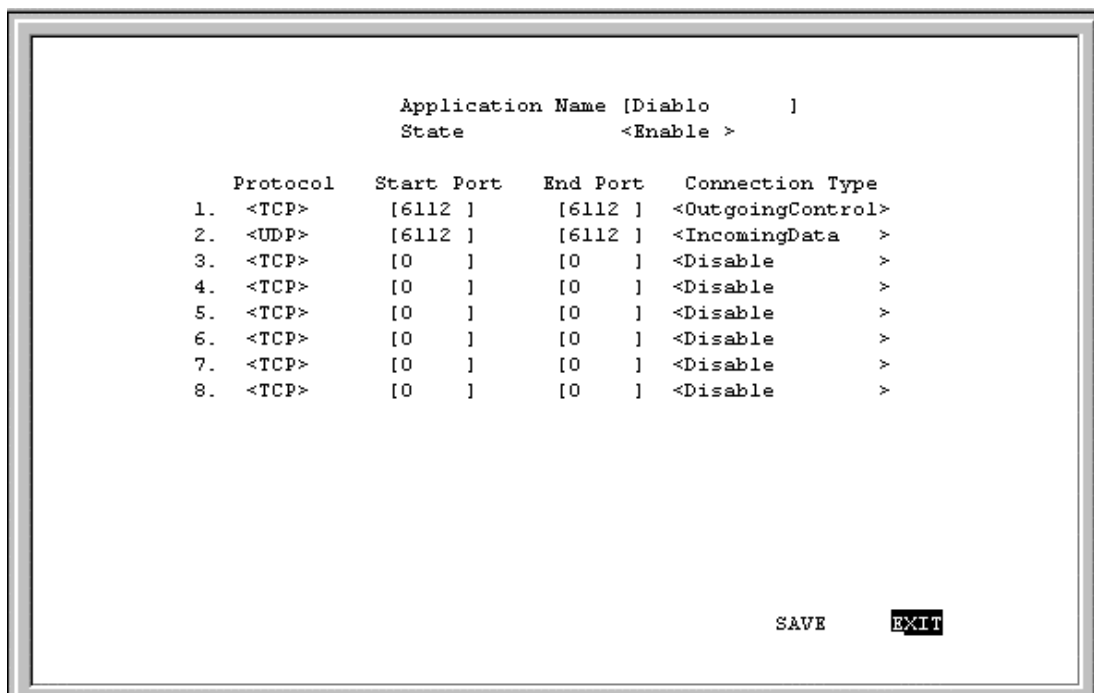 Application Name [Diablo       ]
State            <Enable >
Protocol   Start Port   End Port   Connection Type
1.  <TCP>      [6112 ]      [6112 ]  <OutgoingControl>
2.  <UDP>      [6112 ]      [6112 ]  <IncomingData   >
3.  <TCP>      [0    ]      [0    ]  <Disable        >
4.  <TCP>      [0    ]      [0    ]  <Disable        >
5.  <TCP>      [0    ]      [0    ]  <Disable        >
6.  <TCP>      [0    ]      [0    ]  <Disable        >
7.  <TCP>      [0    ]      [0    ]  <Disable        >
8.  <TCP>      [0    ]      [0    ]  <Disable        >
SAVE     EXIT